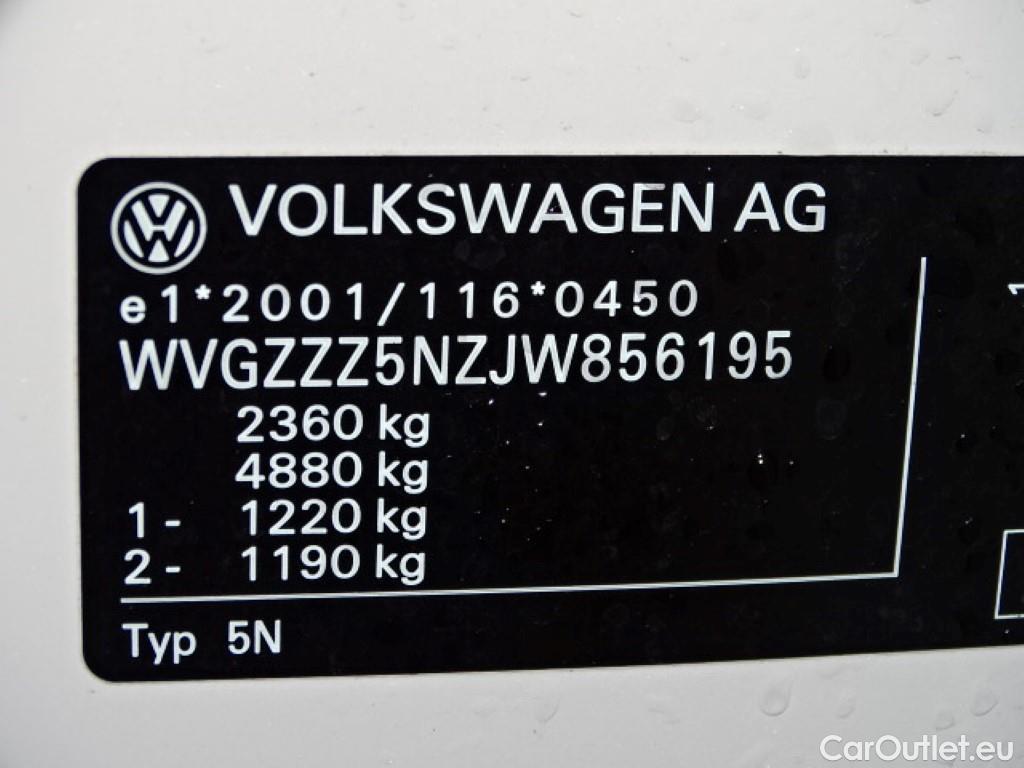 VOLKSWAGEN AG
e1*2001/116*0450
WVGZZZ5NZJW856195
2360 kg
4880 kg
1- 1220 kg
2- 1190 kg
Typ 5N
1
CarOutlet.eu